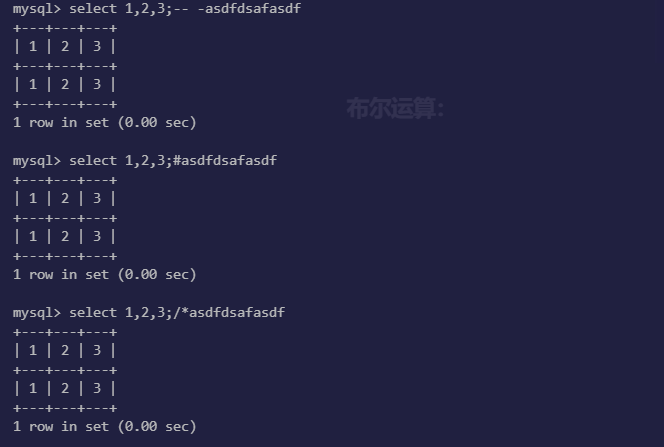 mysql> select 1,2,3;-- -asdfdsafasdf
+---+---+---+
| 1 | 2 | 3 |
+---+---+---+
| 1 | 2 | 3 |
+---+---+---+
1 row in set (0.00 sec)
布尔运算:
mysql> select 1,2,3;#asdfdsafasdf
+---+---+---+
| 1 | 2 | 3 |
+---+---+---+
| 1 | 2 | 3 |
+---+---+---+
1 row in set (0.00 sec)
mysql> select 1,2,3;/*asdfdsafasdf
+---+---+---+
| 1 | 2 | 3 |
+---+---+---+
| 1 | 2 | 3 |
+---+---+---+
1 row in set (0.00 sec)